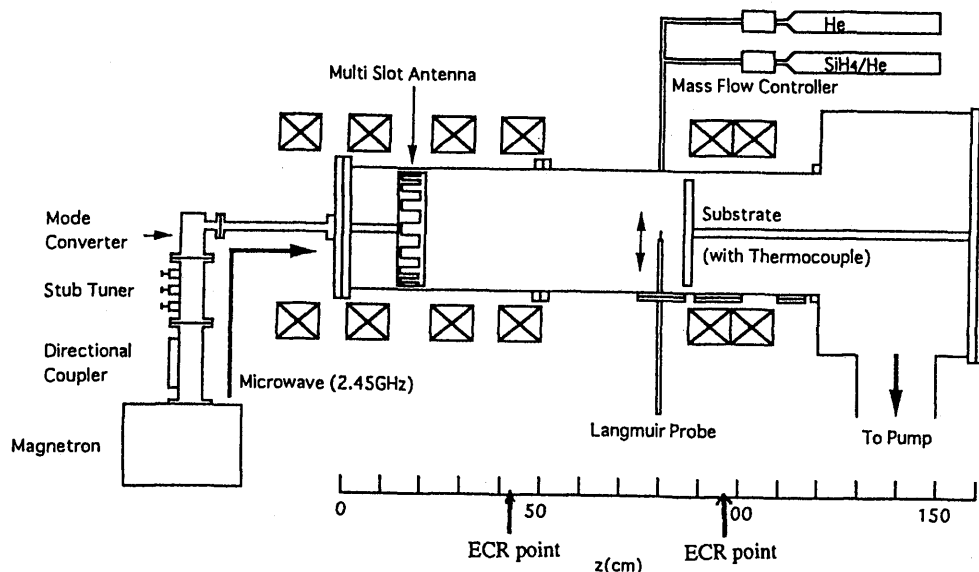 He
SiH4/He
Mass Flow Controller
Multi Slot Antenna
Substrate
(with Thermocouple)
Mode
Converter
Stub Tuner
Directional
Coupler
Microwave (2.45GHz)
Magnetron
Langmuir Probe
To Pump
0
50
100
150
ECR point
ECR point
z(cm)